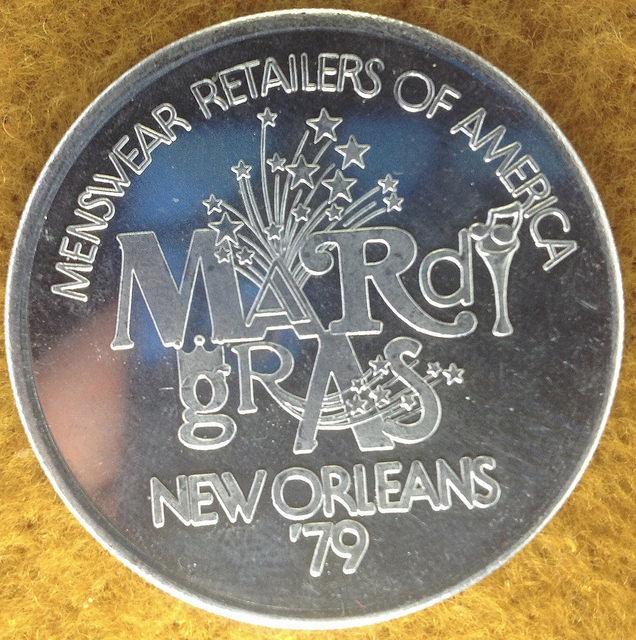 MENSWEAR RETAILERS OF AMERICA
MARdi
gRAS
NEW ORLEANS
'79